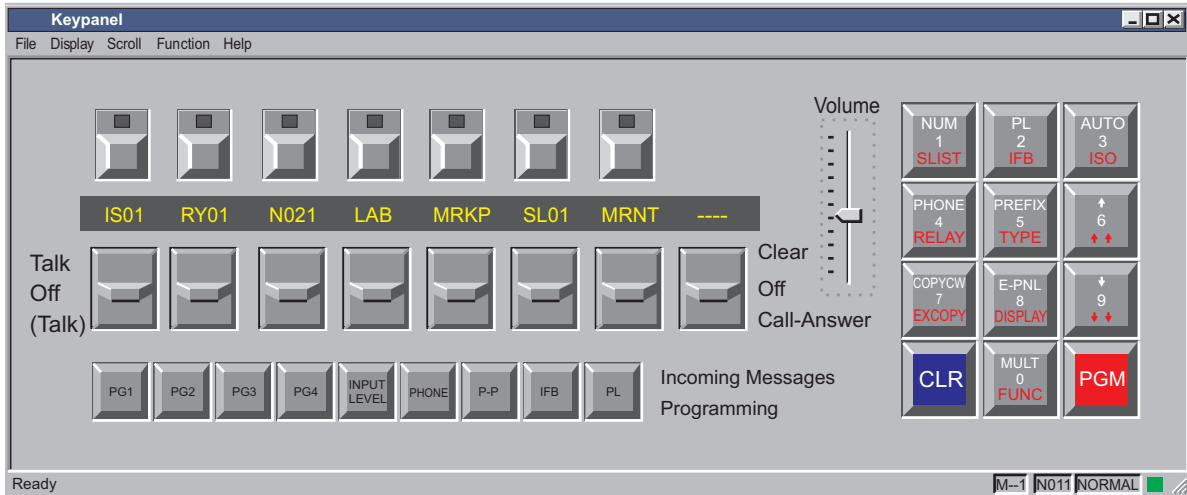 Keypanel
File Display Scroll Function Help
Volume
IS01 RY01 N021 LAB MRKP SL01 MRNT ----
Talk
Off
(Talk)
Clear
Off
Call-Answer
PG1 PG2 PG3 PG4 INPUT LEVEL PHONE P-P IFB PL
Incoming Messages
Programming
NUM
1
SLIST
PL
2
IFB
AUTO
3
ISO
PHONE
4
RELAY
PREFIX
5
TYPE
6
COPYCW
7
EXCOPY
E-PNL
8
DISPLAY
9
CLR
MULT
0
FUNC
PGM
Ready
M--1 N011 NORMAL